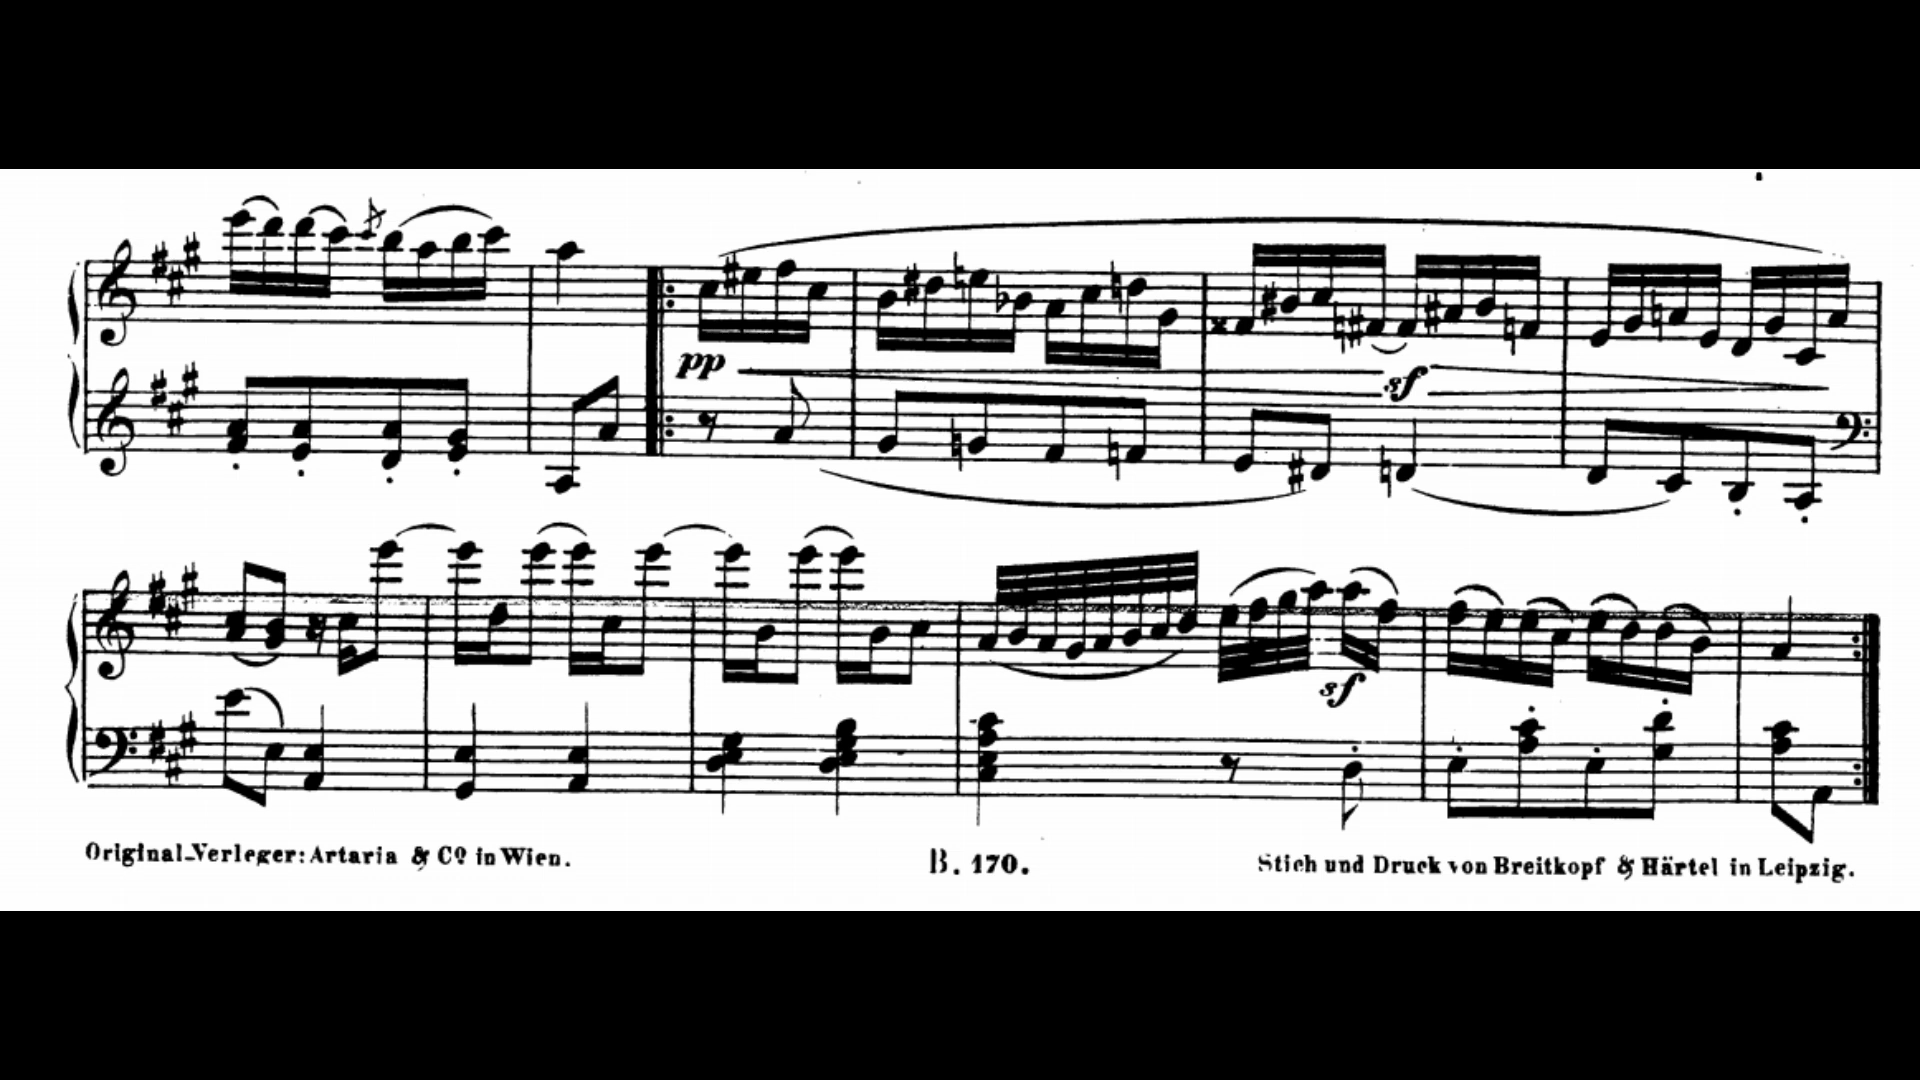 pp
sf
sf
Original-Verleger: Artaria & Cº in Wien.
B. 170.
Stich und Druck von Breitkopf & Härtel in Leipzig.